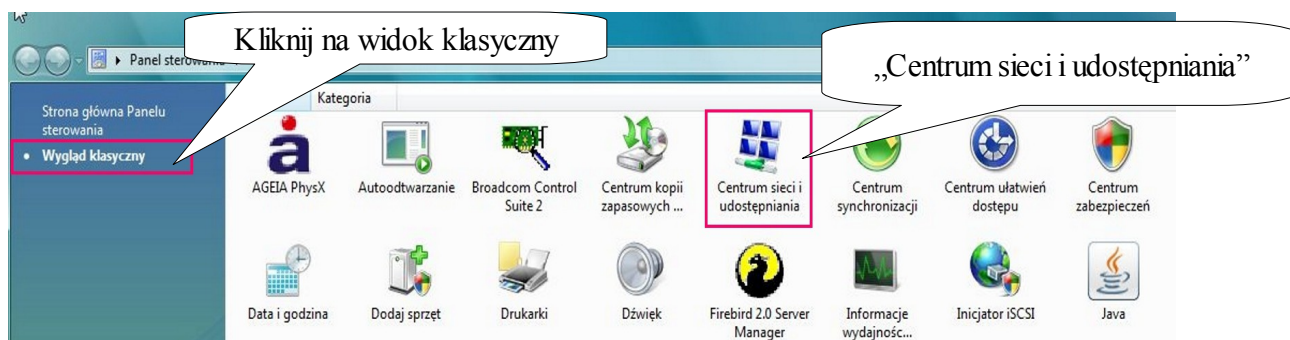 Kliknij na widok klasyczny
„Centrum sieci i udostępniania”
Panel sterowania
Kategoria
Strona główna Panelu
sterowania
Wygląd klasyczny
AGEIA PhysX
Autoodtwarzanie
Broadcom Control
Suite 2
Centrum kopii
zapasowych ...
Centrum sieci i
udostępniania
Centrum
synchronizacji
Centrum ułatwień
dostępu
Centrum
zabezpieczeń
Data i godzina
Dodaj sprzęt
Drukarki
Dźwięk
Firebird 2.0 Server
Manager
Informacje
wydajnośc...
Inicjator iSCSI
Java